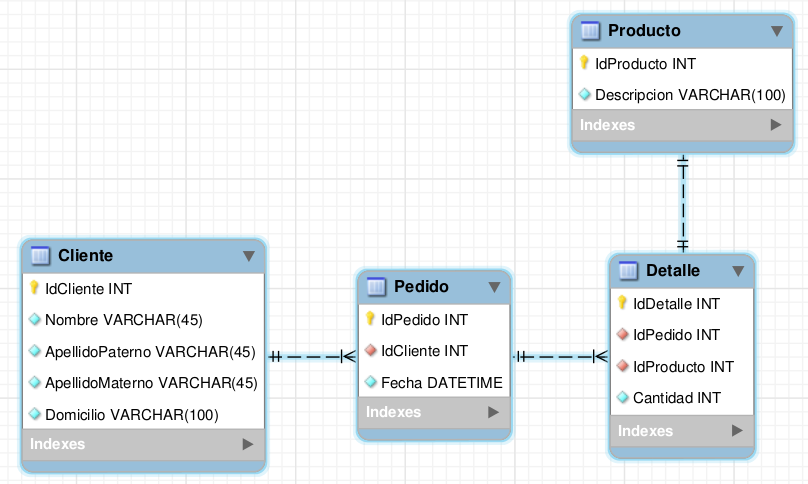 Producto
IdProducto INT
Descripcion VARCHAR(100)
Indexes
Cliente
IdCliente INT
Nombre VARCHAR(45)
ApellidoPaterno VARCHAR(45)
ApellidoMaterno VARCHAR(45)
Domicilio VARCHAR(100)
Indexes
Pedido
IdPedido INT
IdCliente INT
Fecha DATETIME
Indexes
Detalle
IdDetalle INT
IdPedido INT
IdProducto INT
Cantidad INT
Indexes